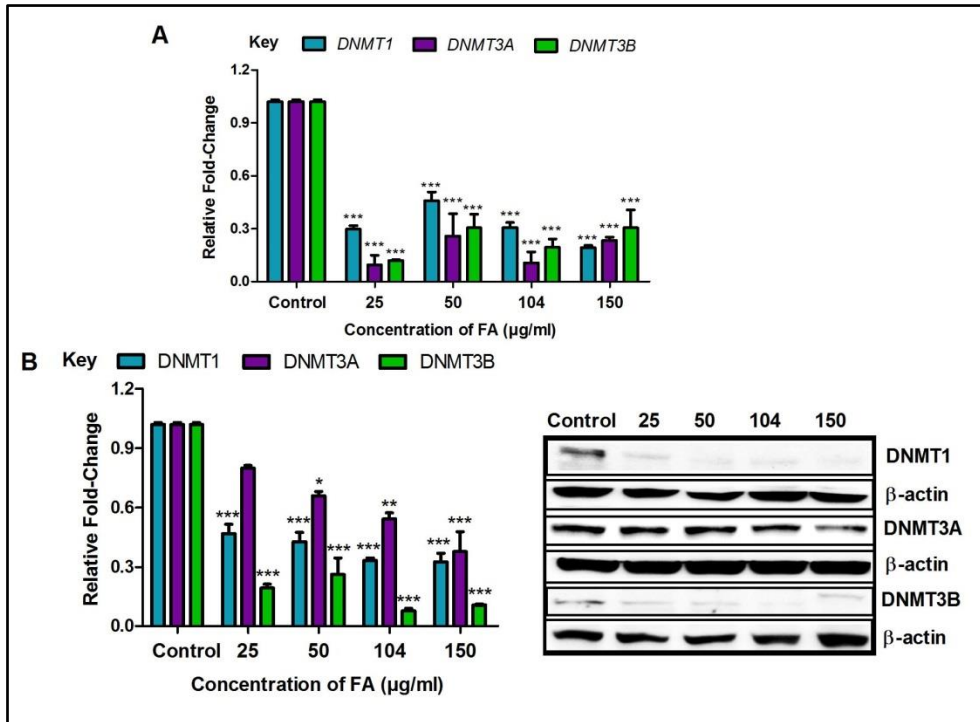 A
Key DNMT1 DNMT3A DNMT3B
Relative Fold-Change
1.2
0.9
0.6
0.3
0.0
*** *** ***
*** *** ***
*** *** ***
*** *** ***
Control 25 50 104 150
Concentration of FA (µg/ml)
B Key DNMT1 DNMT3A DNMT3B
Relative Fold-Change
1.2
0.9
0.6
0.3
0.0
*** ***
*** * ***
*** ** ***
*** *** ***
Control 25 50 104 150
Concentration of FA (µg/ml)
Control 25 50 104 150
DNMT1
β-actin
DNMT3A
β-actin
DNMT3B
β-actin